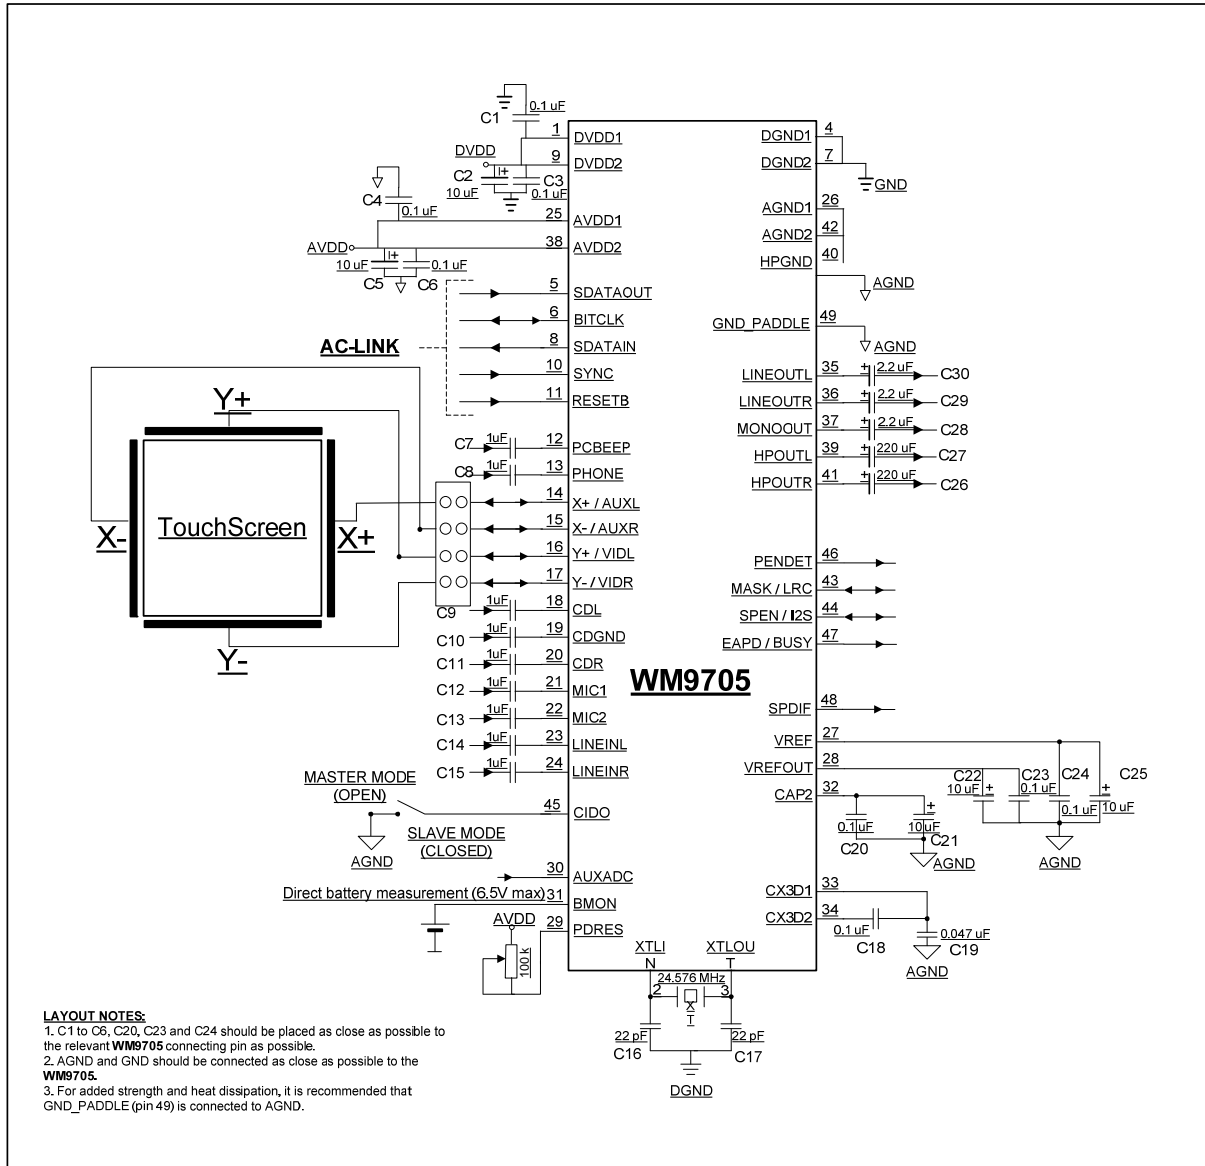 C1
0.1 uF
1
DVDD1
DVDD
9
DVDD2
C2
10 uF
C3
0.1 uF
C4
0.1 uF
25
AVDD1
AVDD
38
AVDD2
10 uF
C5
C6
0.1 uF
AC-LINK
5
SDATAOUT
6
BITCLK
8
SDATAIN
10
SYNC
11
RESETB
C7
1uF
12
PCBEEP
C8
1uF
13
PHONE
14
X+ / AUXL
15
X- / AUXR
16
Y+ / VIDL
17
Y- / VIDR
Y+
X-
TouchScreen
X+
Y-
C9
1uF
18
CDL
C10
1uF
19
CDGND
C11
1uF
20
CDR
C12
1uF
21
MIC1
C13
1uF
22
MIC2
C14
1uF
23
LINEINL
C15
1uF
24
LINEINR
MASTER MODE
(OPEN)
45
CIDO
SLAVE MODE
(CLOSED)
AGND
30
AUXADC
Direct battery measurement (6.5V max)
31
BMON
AVDD
29
PDRES
100 k
WM9705
4
DGND1
7
DGND2
GND
26
AGND1
42
AGND2
40
HPGND
AGND
49
GND_PADDLE
AGND
35
LINEOUTL
+
2.2 uF
C30
36
LINEOUTR
+
2.2 uF
C29
37
MONOOUT
+
2.2 uF
C28
39
HPOUTL
+
220 uF
C27
41
HPOUTR
+
220 uF
C26
46
PENDET
43
MASK / LRC
44
SPEN / I2S
47
EAPD / BUSY
48
SPDIF
27
VREF
28
VREFOUT
C22
10 uF
+
C23
0.1 uF
C24
0.1 uF
C25
+
10 uF
AGND
32
CAP2
0.1 uF
C20
+
10 uF
C21
AGND
33
CX3D1
34
CX3D2
0.1 uF
C18
0.047 uF
C19
AGND
XTLI
N
XTLOU
T
24.576 MHz
2
3
X
T
22 pF
C16
22 pF
C17
DGND
LAYOUT NOTES:
1. C1 to C6, C20, C23 and C24 should be placed as close as possible to
the relevant WM9705 connecting pin as possible.
2. AGND and GND should be connected as close as possible to the
WM9705.
3. For added strength and heat dissipation, it is recommended that
GND_PADDLE (pin 49) is connected to AGND.